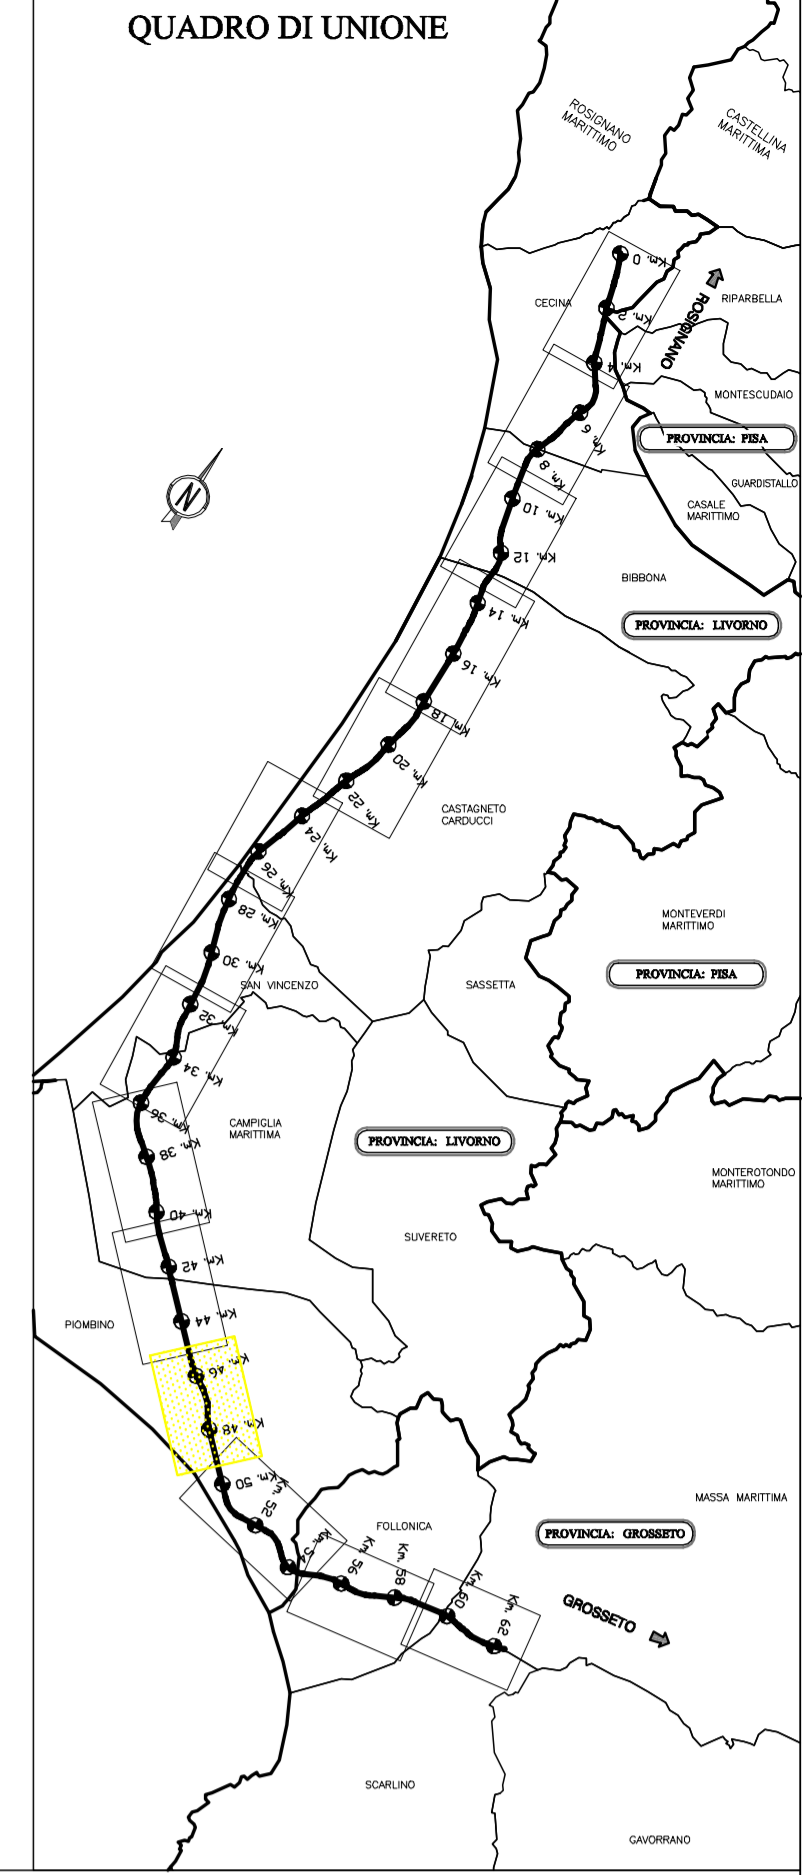 QUADRO DI UNIONE
ROSIGNANO
MARITTIMO
CASTELLINA
MARITTIMA
Km. 0
CECINA
Km. 2
ROSIGNANO
RIPARBELLA
Km. 4
MONTESCUDAIO
Km. 6
PROVINCIA: PISA
Km. 8
GUARDISTALLO
N
Km. 10
CASALE
MARITTIMO
Km. 12
BIBBONA
Km. 14
PROVINCIA: LIVORNO
Km. 16
Km. 18
Km. 20
Km. 22
CASTAGNETO
CARDUCCI
Km. 24
Km. 26
Km. 28
MONTEVERDI
MARITTIMO
Km. 30
SAN VINCENZO
SASSETTA
PROVINCIA: PISA
Km. 32
Km. 34
Km. 36
CAMPIGLIA
MARITTIMA
PROVINCIA: LIVORNO
Km. 38
MONTEROTONDO
MARITTIMO
Km. 40
SUVERETO
Km. 42
PIOMBINO
Km. 44
Km. 46
Km. 48
Km. 50
MASSA MARITTIMA
Km. 52
FOLLONICA
PROVINCIA: GROSSETO
Km. 54
Km. 56
Km. 58
Km. 60
Km. 62
GROSSETO
SCARLINO
GAVORRANO